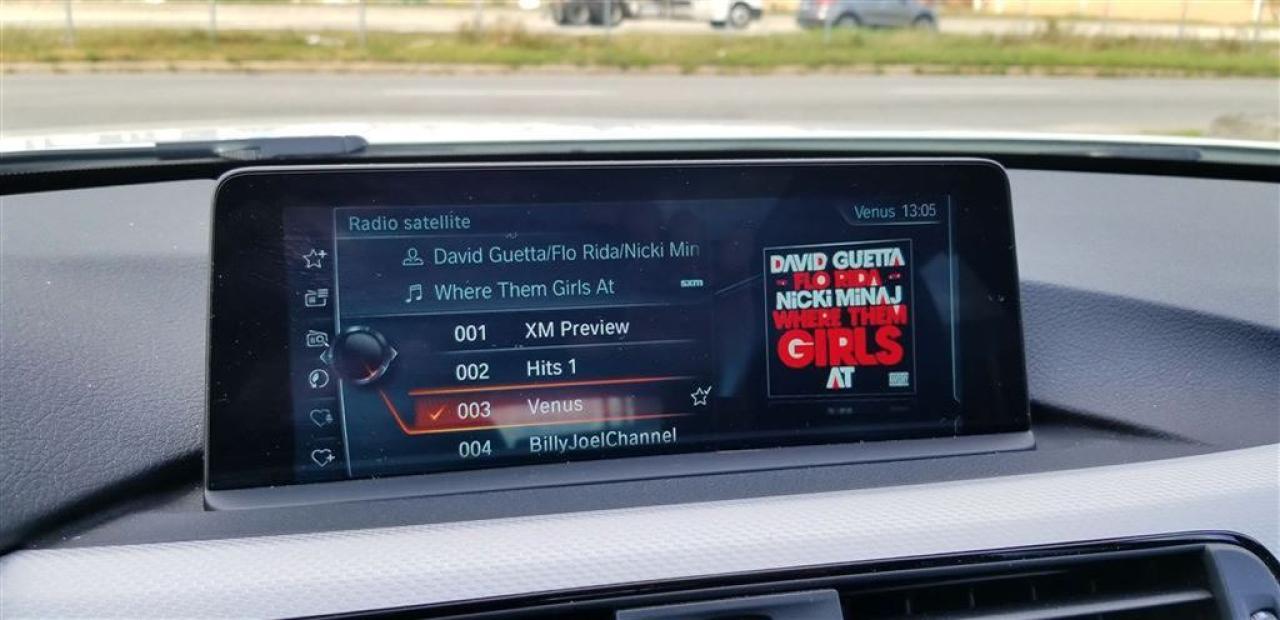 Radio satellite
Venus 13:05
David Guetta/Flo Rida/Nicki Min
Where Them Girls At
sxm
001 XM Preview
002 Hits 1
003 Venus
004 BillyJoelChannel
DAVID GUETTA
FLO RIDA
NiCKi MiNAJ
WHERE THEM
GIRLS
AT